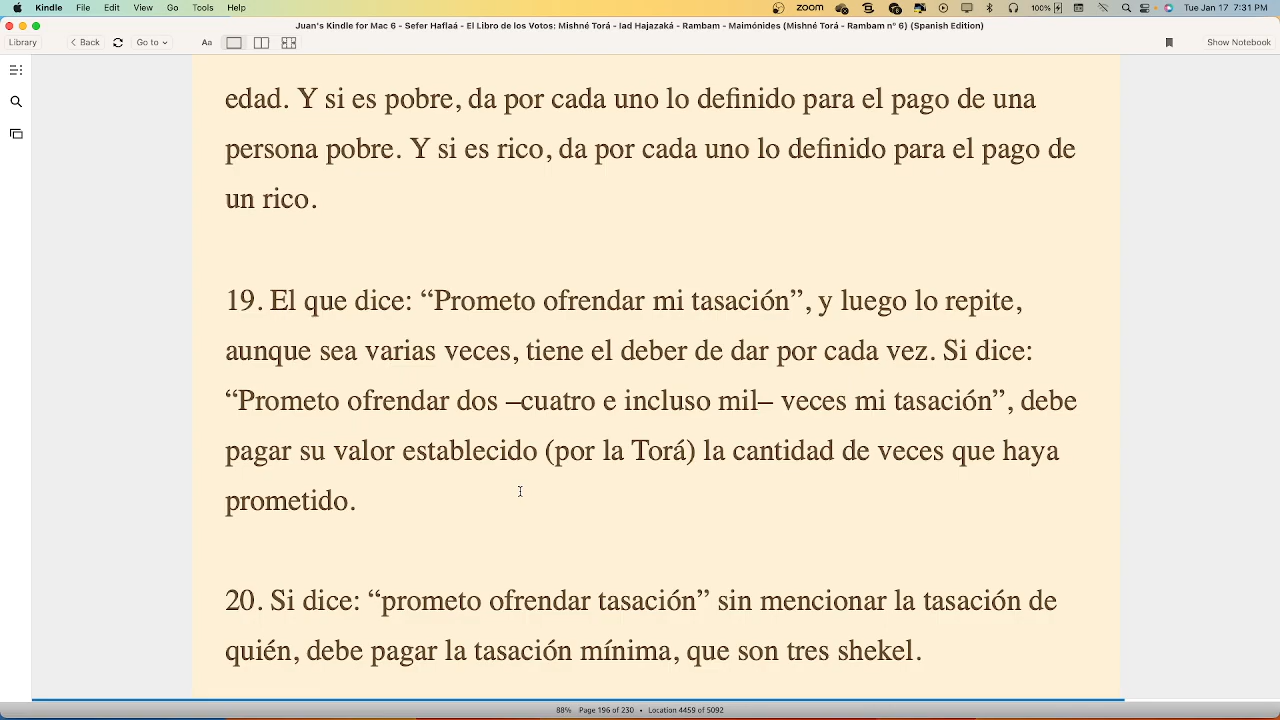 Kindle File Edit View Go Tools Help zoom 100% Tue Jan 17 7:31 PM
Juan's Kindle for Mac 6 - Sefer Haflaá - El Libro de los Votos: Mishné Torá - Iad Hajazaká - Rambam - Maimónides (Mishné Torá - Rambam nº 6) (Spanish Edition)
Library Back Go to Aa Show Notebook
edad. Y si es pobre, da por cada uno lo definido para el pago de una
persona pobre. Y si es rico, da por cada uno lo definido para el pago de
un rico.
19. El que dice: “Prometo ofrendar mi tasación”, y luego lo repite,
aunque sea varias veces, tiene el deber de dar por cada vez. Si dice:
“Prometo ofrendar dos –cuatro e incluso mil– veces mi tasación”, debe
pagar su valor establecido (por la Torá) la cantidad de veces que haya
prometido.
20. Si dice: “prometo ofrendar tasación” sin mencionar la tasación de
quién, debe pagar la tasación mínima, que son tres shekel.
88% Page 196 of 230 • Location 4459 of 5092